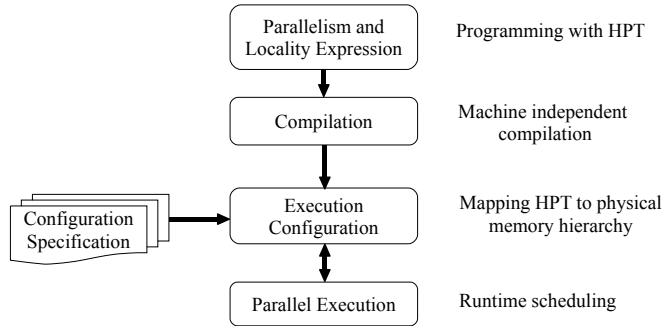 Parallelism and
Locality Expression
Programming with HPT
Compilation
Machine independent
compilation
Configuration
Specification
Execution
Configuration
Mapping HPT to physical
memory hierarchy
Parallel Execution
Runtime scheduling